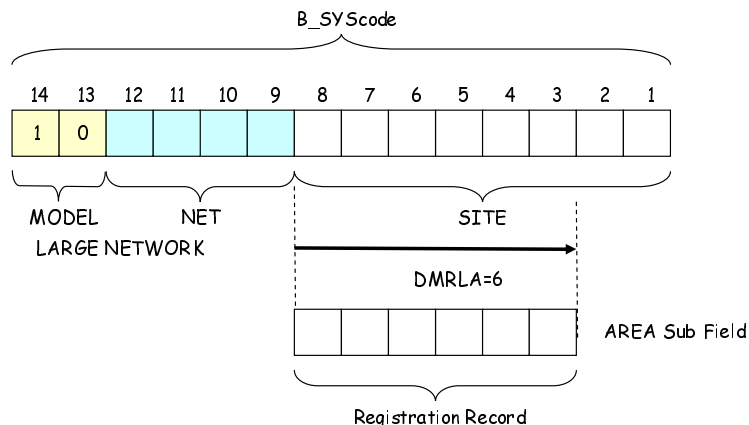 B_SYScode
14 13 12 11 10 9 8 7 6 5 4 3 2 1
1 0
MODEL NET SITE
LARGE NETWORK
DMRLA=6
AREA Sub Field
Registration Record